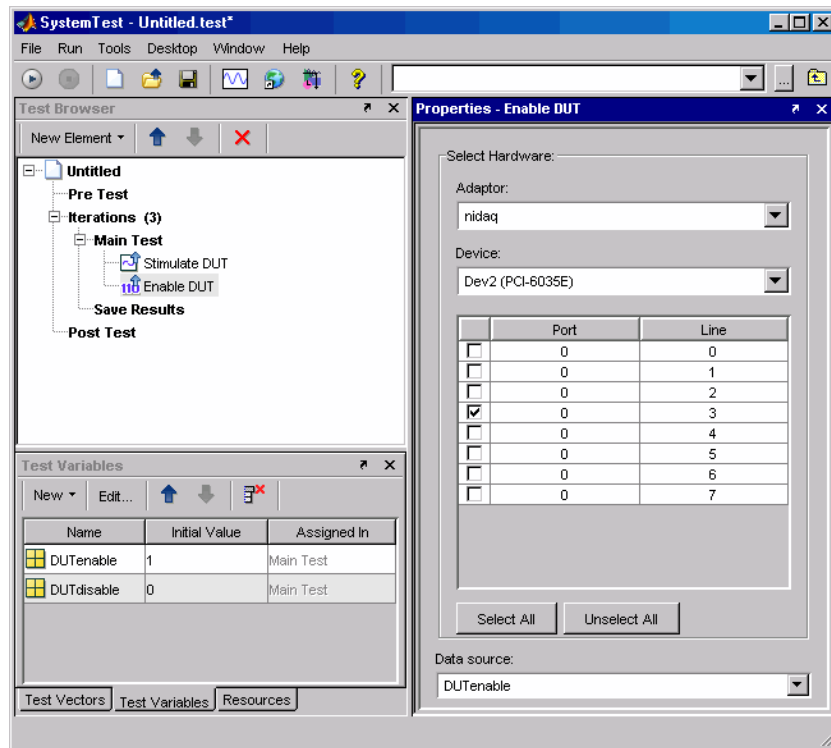 SystemTest - Untitled.test*
File Run Tools Desktop Window Help
...
Test Browser
New Element
Untitled
Pre Test
Iterations (3)
Main Test
Stimulate DUT
110 Enable DUT
Save Results
Post Test
Test Variables
New Edit...
Name Initial Value Assigned In
DUTenable 1 Main Test
DUTdisable 0 Main Test
Test Vectors Test Variables Resources
Properties - Enable DUT
Select Hardware:
Adaptor:
nidaq
Device:
Dev2 (PCI-6035E)
Port Line
0 0
0 1
0 2
0 3
0 4
0 5
0 6
0 7
Select All Unselect All
Data source:
DUTenable